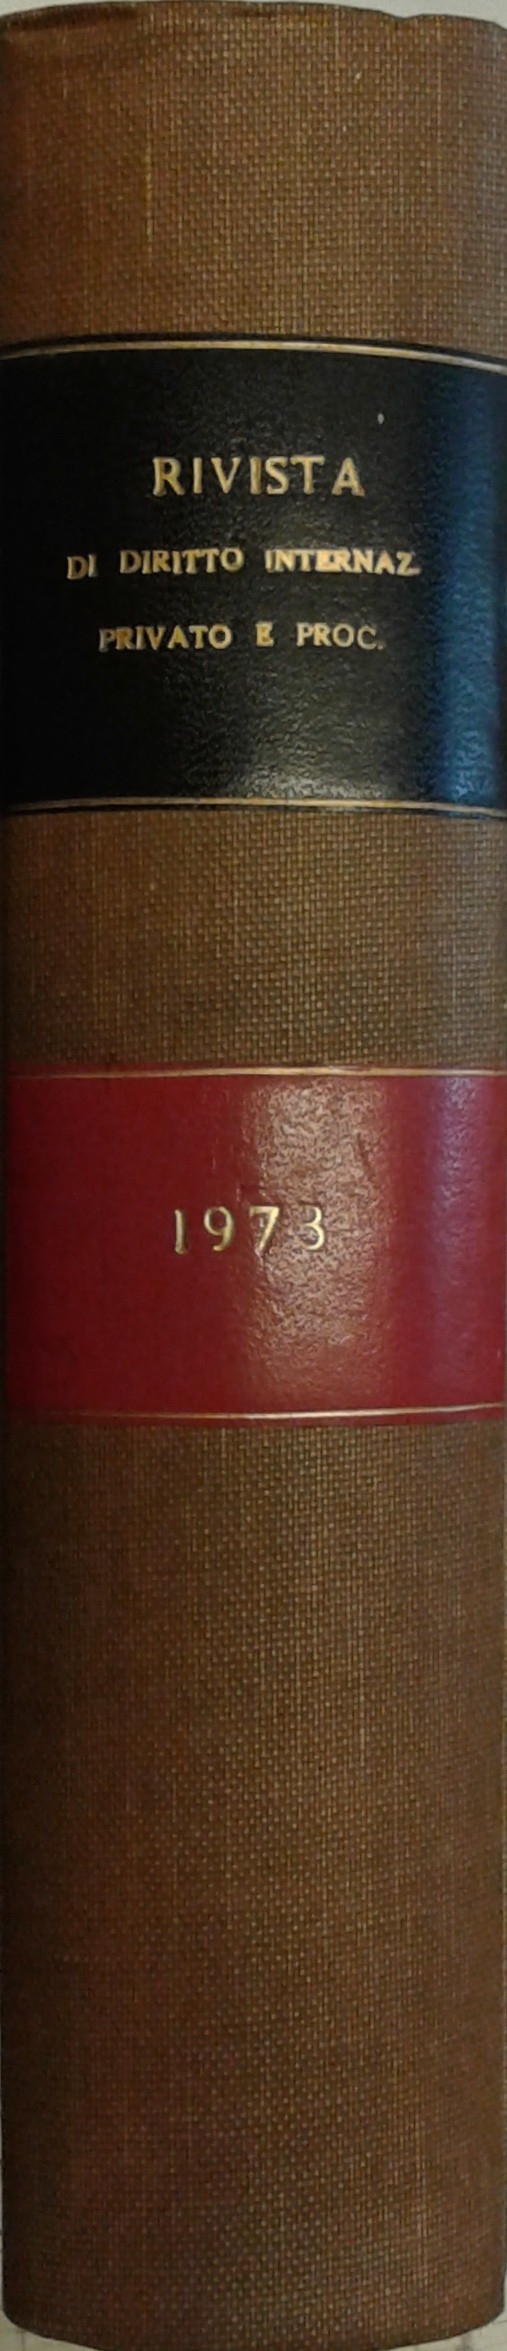 RIVISTA
DI DIRITTO INTERNAZ.
PRIVATO E PROC.
1973